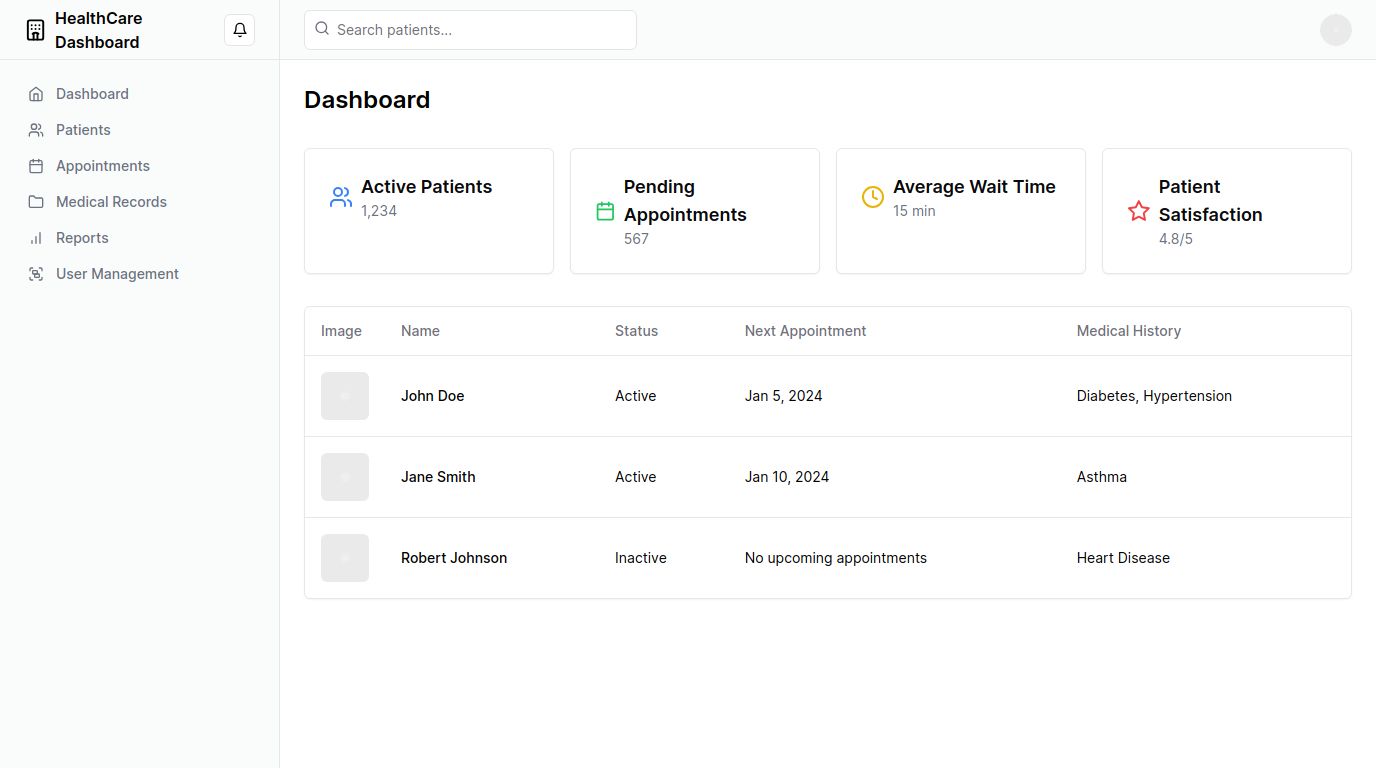 HealthCare
Dashboard
Search patients...
Dashboard
Patients
Appointments
Medical Records
Reports
User Management
Dashboard
Active Patients
1,234
Pending
Appointments
567
Average Wait Time
15 min
Patient
Satisfaction
4.8/5
Image Name Status Next Appointment Medical History
John Doe Active Jan 5, 2024 Diabetes, Hypertension
Jane Smith Active Jan 10, 2024 Asthma
Robert Johnson Inactive No upcoming appointments Heart Disease